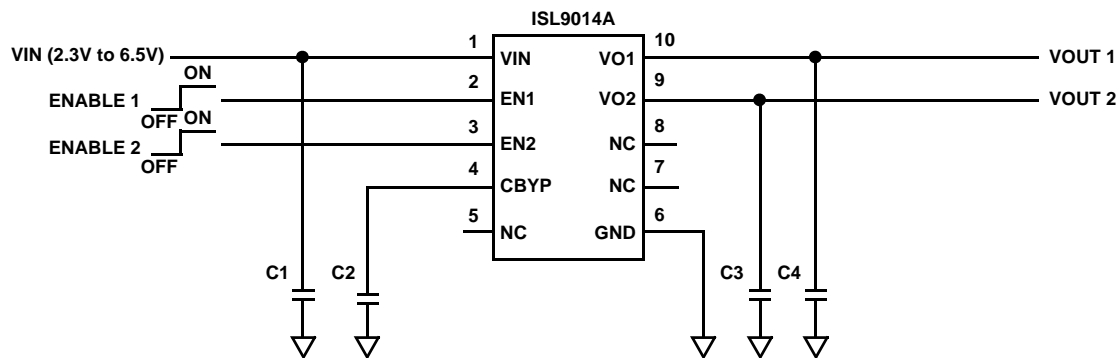 ISL9014A
VIN (2.3V to 6.5V)
1
VIN
VO1
10
VOUT 1
ON
ENABLE 1
OFF
2
EN1
VO2
9
VOUT 2
ON
ENABLE 2
OFF
3
EN2
NC
8
4
CBYP
NC
7
5
NC
GND
6
C1
C2
C3
C4